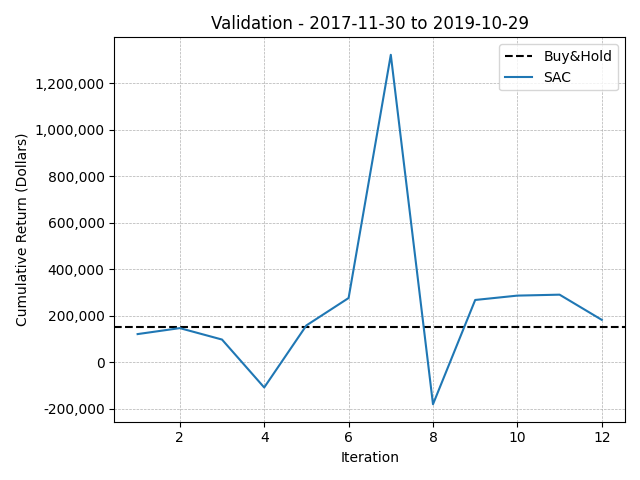 Validation - 2017-11-30 to 2019-10-29
Buy&Hold
SAC
Cumulative Return (Dollars)
1,200,000
1,000,000
800,000
600,000
400,000
200,000
0
-200,000
2 4 6 8 10 12
Iteration